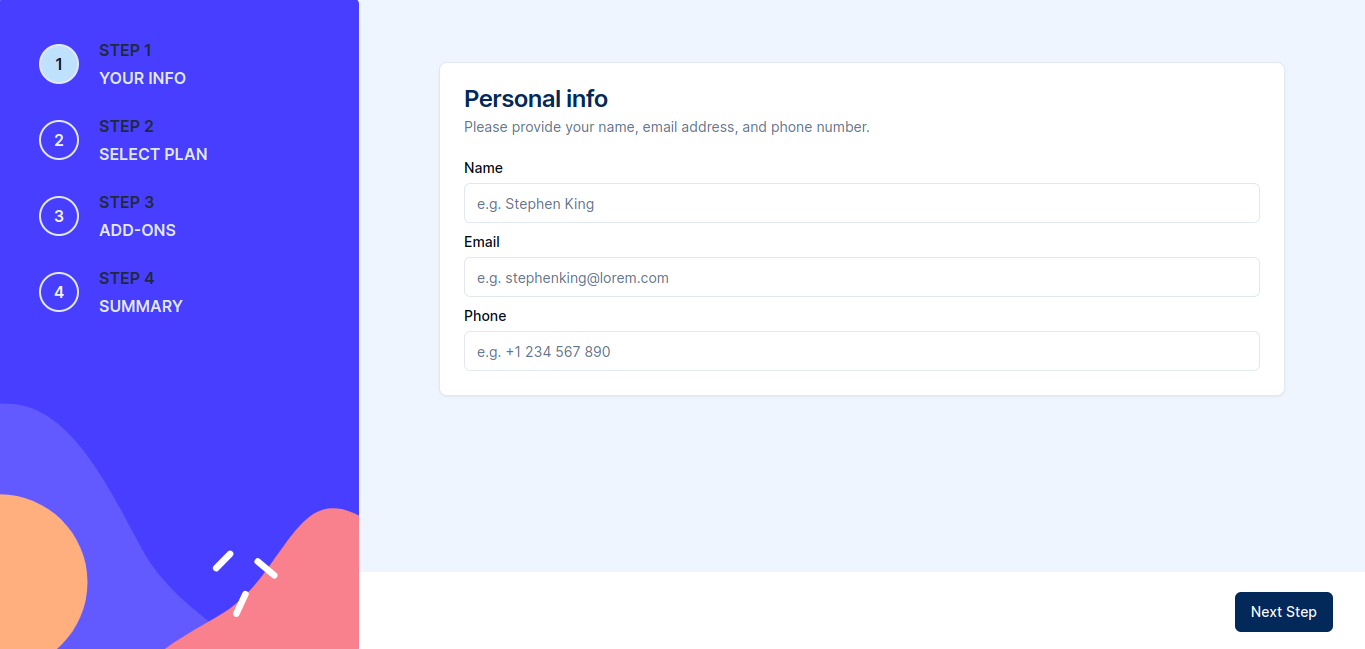 1
STEP 1
YOUR INFO
2
STEP 2
SELECT PLAN
3
STEP 3
ADD-ONS
4
STEP 4
SUMMARY
Personal info
Please provide your name, email address, and phone number.
Name
e.g. Stephen King
Email
e.g. stephenking@lorem.com
Phone
e.g. +1 234 567 890
Next Step